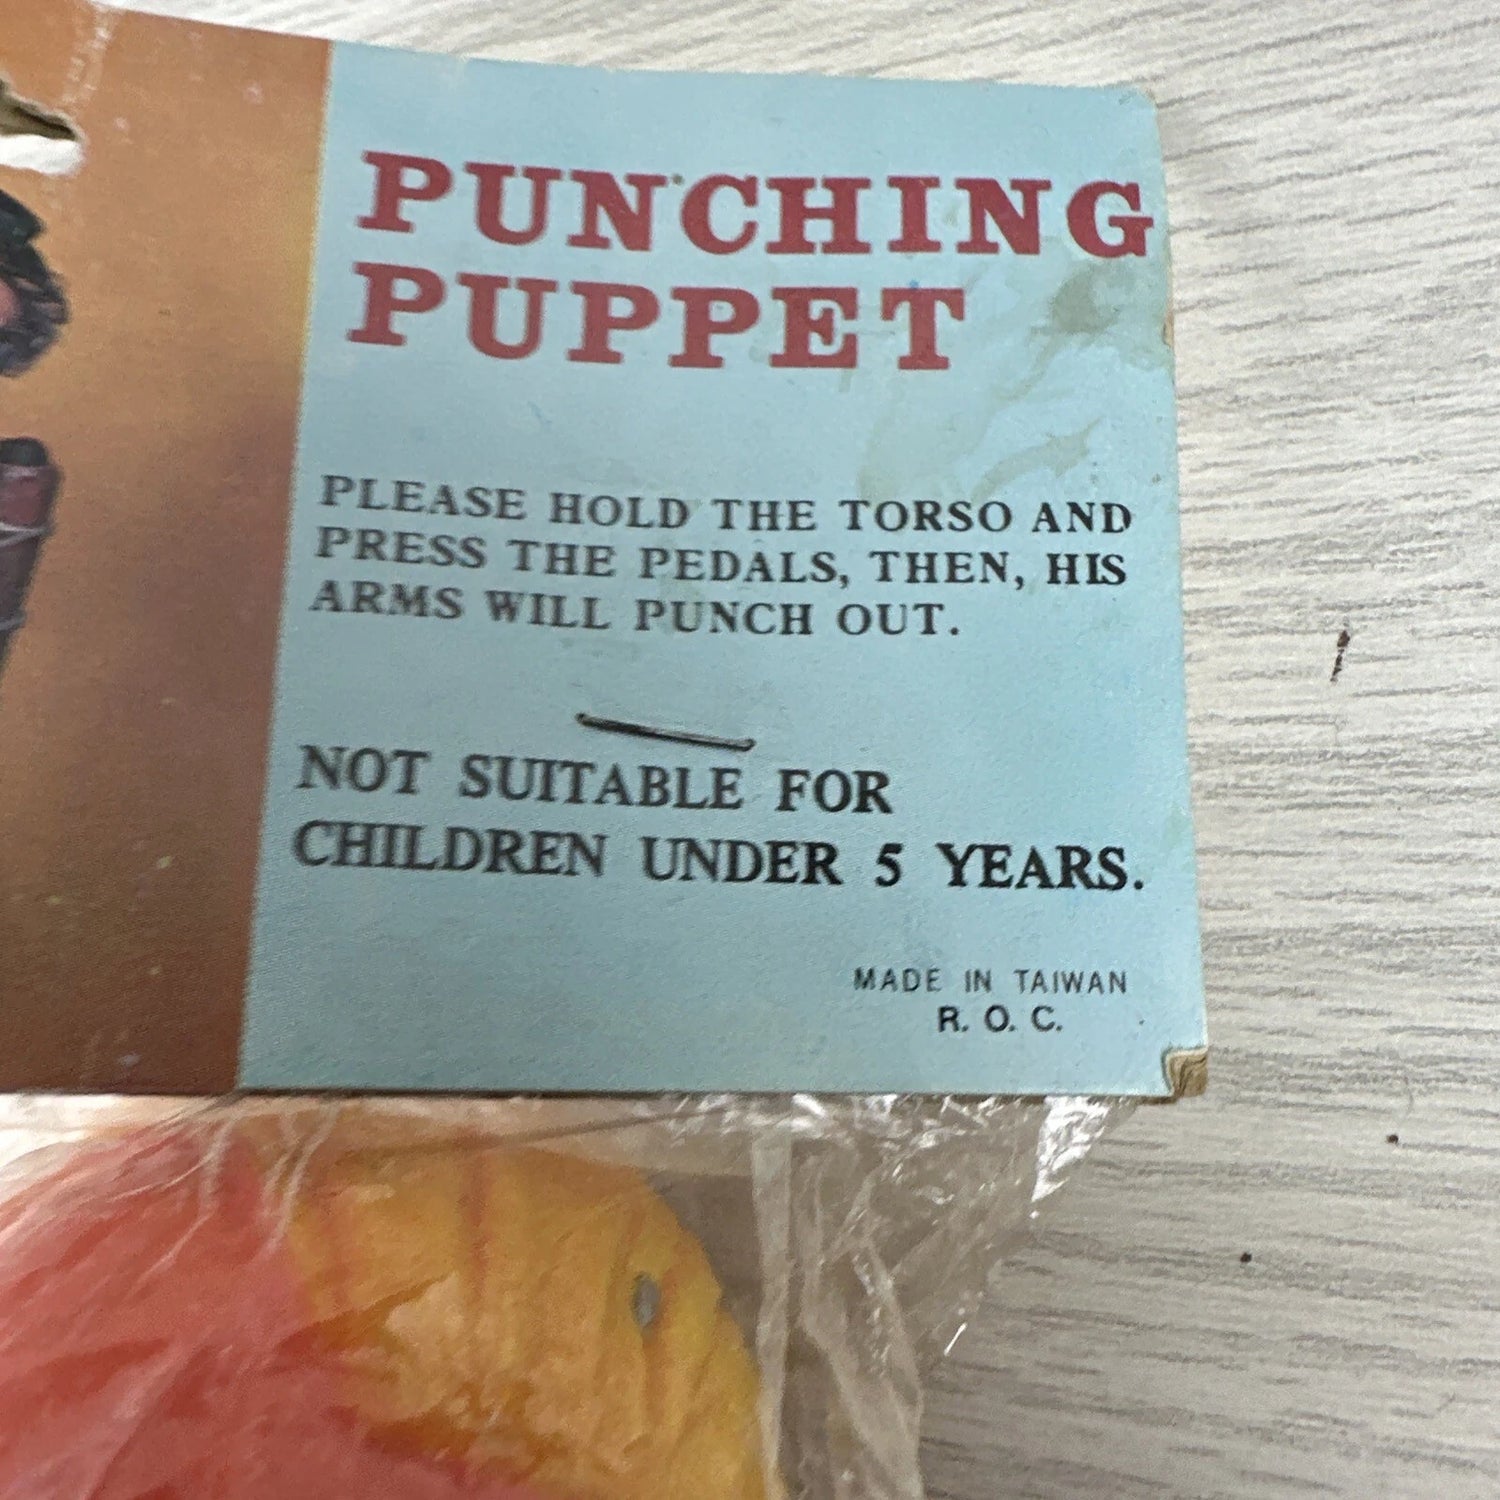 PUNCHING
PUPPET
PLEASE HOLD THE TORSO AND
PRESS THE PEDALS, THEN, HIS
ARMS WILL PUNCH OUT.
NOT SUITABLE FOR
CHILDREN UNDER 5 YEARS.
MADE IN TAIWAN
R. O. C.